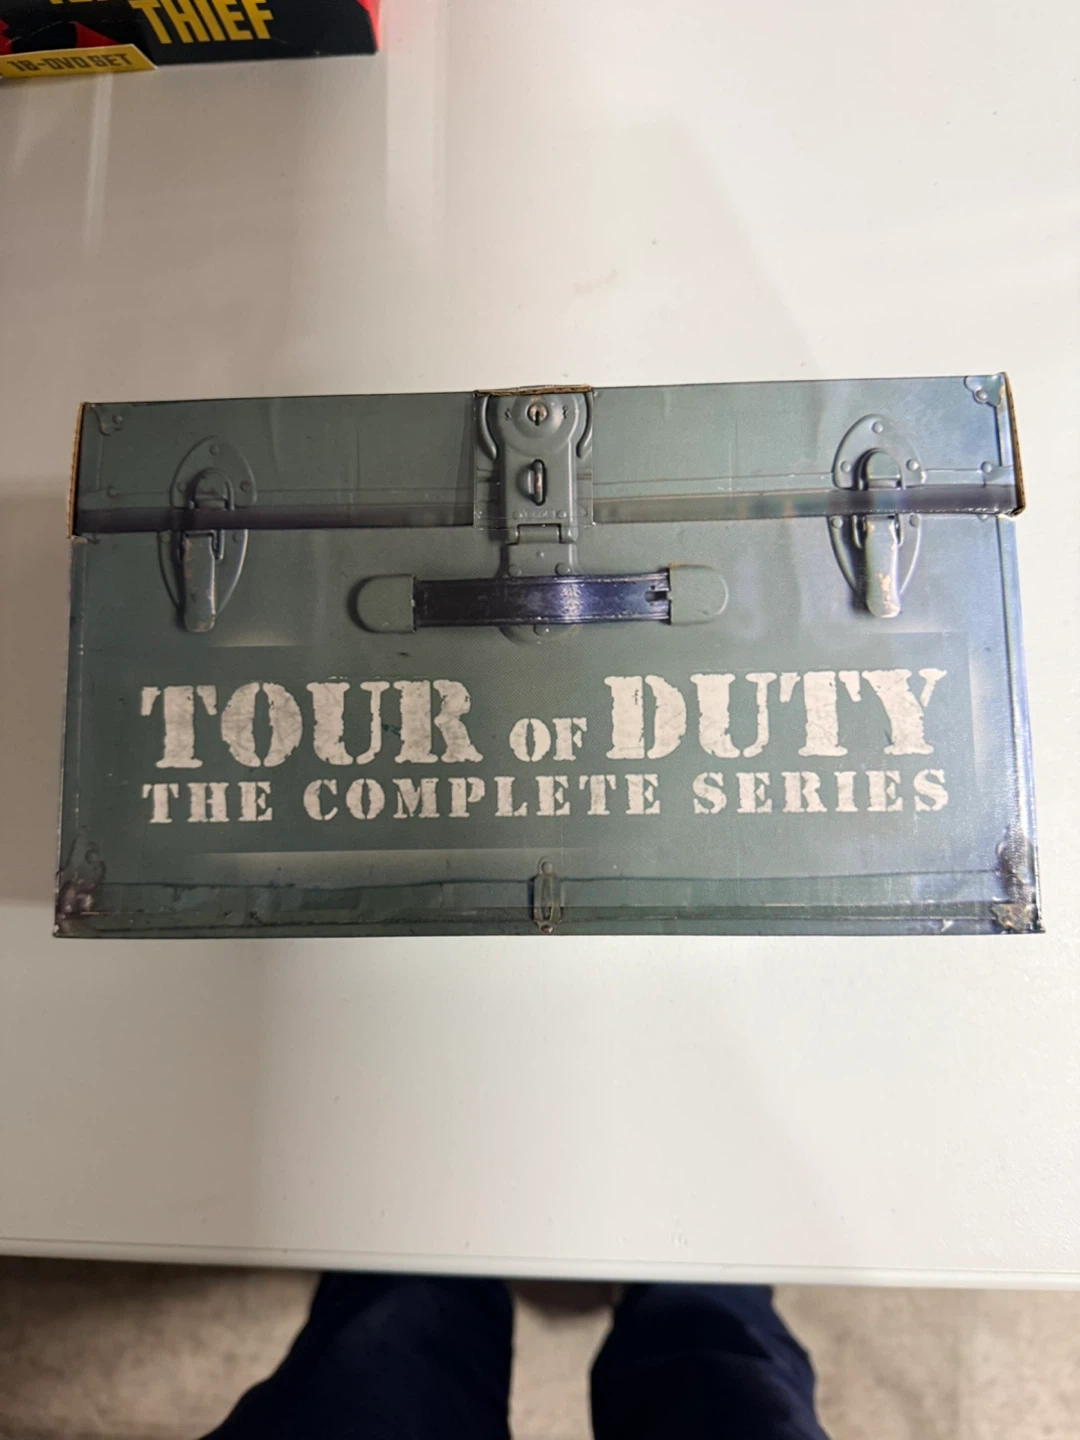 THIEF
18-DVD SET
TOUR OF DUTY
THE COMPLETE SERIES